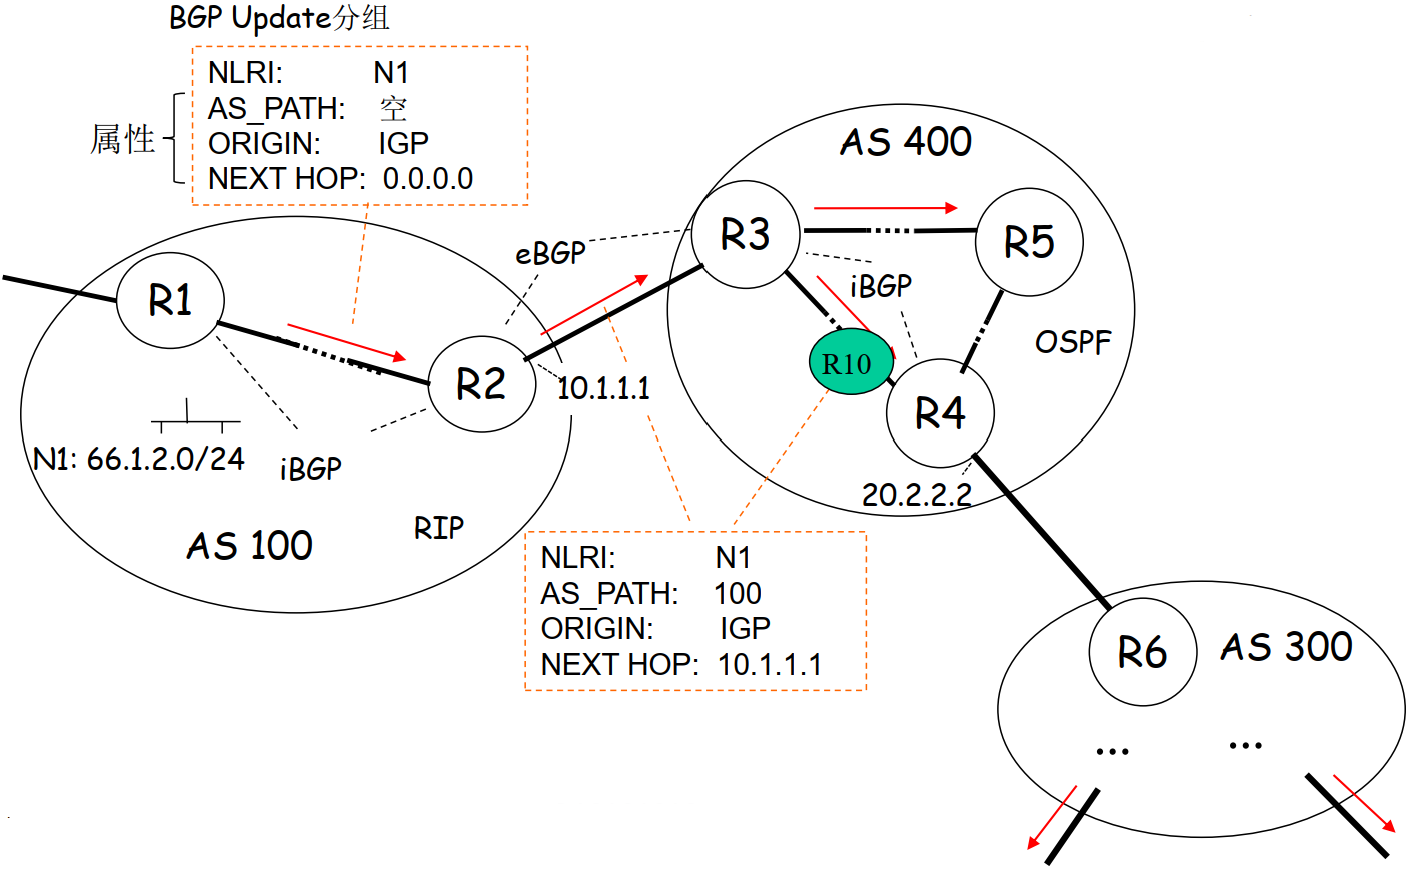 BGP Update分组
NLRI: N1
AS_PATH: 空
属性
ORIGIN: IGP
NEXT HOP: 0.0.0.0
AS 400
R3
R5
eBGP
R1
iBGP
OSPF
R10
R2
10.1.1.1
R4
N1: 66.1.2.0/24
iBGP
20.2.2.2
RIP
AS 100
NLRI: N1
AS_PATH: 100
ORIGIN: IGP
NEXT HOP: 10.1.1.1
R6
AS 300
...
...